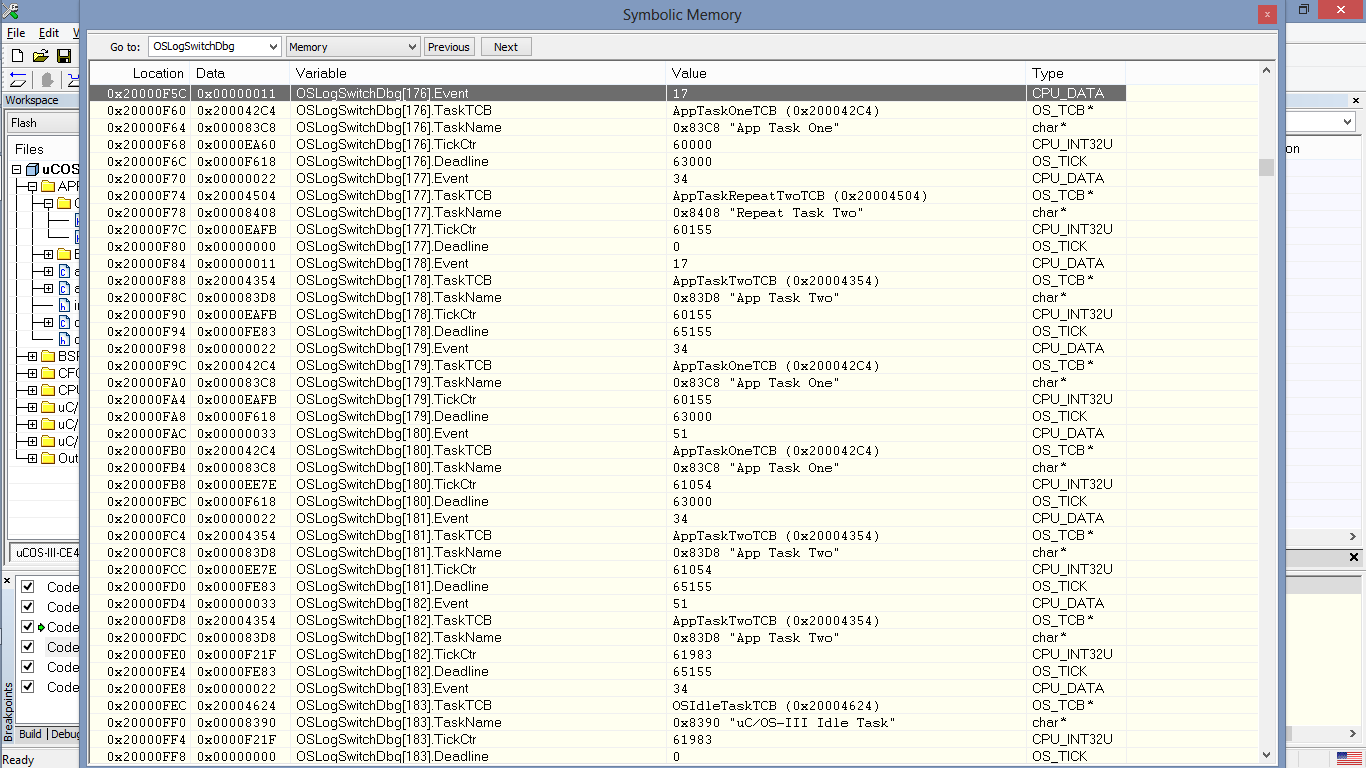 Symbolic Memory
File Edit V
Go to: OSLogSwitchDbg Memory Previous Next
Workspace
Flash
Files
uCOS
APP
BSP
CPU
uC/
uC/
uC/
Out
uCOS-III-CE4
Code
Code
Code
Code
Code
Code
Breakpoints
Build Debug
Ready
on
Location Data Variable Value Type
0x20000F5C 0x00000011 OSLogSwitchDbg[176].Event 17 CPU_DATA
0x20000F60 0x200042C4 OSLogSwitchDbg[176].TaskTCB AppTaskOneTCB (0x200042C4) OS_TCB*
0x20000F64 0x000083C8 OSLogSwitchDbg[176].TaskName 0x83C8 "App Task One" char*
0x20000F68 0x0000EA60 OSLogSwitchDbg[176].TickCtr 60000 CPU_INT32U
0x20000F6C 0x0000F618 OSLogSwitchDbg[176].Deadline 63000 OS_TICK
0x20000F70 0x00000022 OSLogSwitchDbg[177].Event 34 CPU_DATA
0x20000F74 0x20004504 OSLogSwitchDbg[177].TaskTCB AppTaskRepeatTwoTCB (0x20004504) OS_TCB*
0x20000F78 0x00008408 OSLogSwitchDbg[177].TaskName 0x8408 "Repeat Task Two" char*
0x20000F7C 0x0000EAFB OSLogSwitchDbg[177].TickCtr 60155 CPU_INT32U
0x20000F80 0x00000000 OSLogSwitchDbg[177].Deadline 0 OS_TICK
0x20000F84 0x00000011 OSLogSwitchDbg[178].Event 17 CPU_DATA
0x20000F88 0x20004354 OSLogSwitchDbg[178].TaskTCB AppTaskTwoTCB (0x20004354) OS_TCB*
0x20000F8C 0x000083D8 OSLogSwitchDbg[178].TaskName 0x83D8 "App Task Two" char*
0x20000F90 0x0000EAFB OSLogSwitchDbg[178].TickCtr 60155 CPU_INT32U
0x20000F94 0x0000FE83 OSLogSwitchDbg[178].Deadline 65155 OS_TICK
0x20000F98 0x00000022 OSLogSwitchDbg[179].Event 34 CPU_DATA
0x20000F9C 0x200042C4 OSLogSwitchDbg[179].TaskTCB AppTaskOneTCB (0x200042C4) OS_TCB*
0x20000FA0 0x000083C8 OSLogSwitchDbg[179].TaskName 0x83C8 "App Task One" char*
0x20000FA4 0x0000EAFB OSLogSwitchDbg[179].TickCtr 60155 CPU_INT32U
0x20000FA8 0x0000F618 OSLogSwitchDbg[179].Deadline 63000 OS_TICK
0x20000FAC 0x00000033 OSLogSwitchDbg[180].Event 51 CPU_DATA
0x20000FB0 0x200042C4 OSLogSwitchDbg[180].TaskTCB AppTaskOneTCB (0x200042C4) OS_TCB*
0x20000FB4 0x000083C8 OSLogSwitchDbg[180].TaskName 0x83C8 "App Task One" char*
0x20000FB8 0x0000EE7E OSLogSwitchDbg[180].TickCtr 61054 CPU_INT32U
0x20000FBC 0x0000F618 OSLogSwitchDbg[180].Deadline 63000 OS_TICK
0x20000FC0 0x00000022 OSLogSwitchDbg[181].Event 34 CPU_DATA
0x20000FC4 0x20004354 OSLogSwitchDbg[181].TaskTCB AppTaskTwoTCB (0x20004354) OS_TCB*
0x20000FC8 0x000083D8 OSLogSwitchDbg[181].TaskName 0x83D8 "App Task Two" char*
0x20000FCC 0x0000EE7E OSLogSwitchDbg[181].TickCtr 61054 CPU_INT32U
0x20000FD0 0x0000FE83 OSLogSwitchDbg[181].Deadline 65155 OS_TICK
0x20000FD4 0x00000033 OSLogSwitchDbg[182].Event 51 CPU_DATA
0x20000FD8 0x20004354 OSLogSwitchDbg[182].TaskTCB AppTaskTwoTCB (0x20004354) OS_TCB*
0x20000FDC 0x000083D8 OSLogSwitchDbg[182].TaskName 0x83D8 "App Task Two" char*
0x20000FE0 0x0000F21F OSLogSwitchDbg[182].TickCtr 61983 CPU_INT32U
0x20000FE4 0x0000FE83 OSLogSwitchDbg[182].Deadline 65155 OS_TICK
0x20000FE8 0x00000022 OSLogSwitchDbg[183].Event 34 CPU_DATA
0x20000FEC 0x20004624 OSLogSwitchDbg[183].TaskTCB OSIdleTaskTCB (0x20004624) OS_TCB*
0x20000FF0 0x00008390 OSLogSwitchDbg[183].TaskName 0x8390 "uC/OS-III Idle Task" char*
0x20000FF4 0x0000F21F OSLogSwitchDbg[183].TickCtr 61983 CPU_INT32U
0x20000FF8 0x00000000 OSLogSwitchDbg[183].Deadline 0 OS_TICK